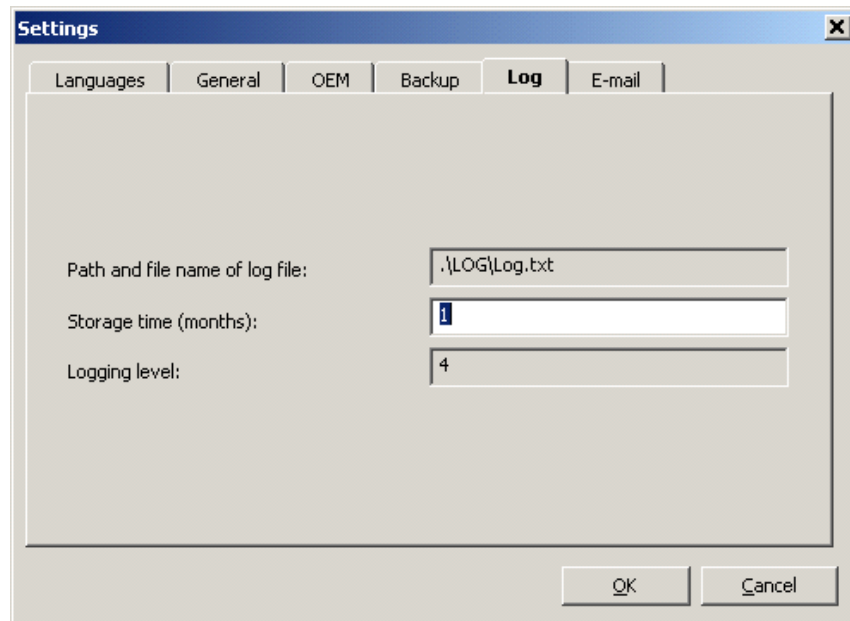 Settings
Languages General OEM Backup Log E-mail
Path and file name of log file: .\LOG\Log.txt
Storage time (months): 1
Logging level: 4
OK Cancel